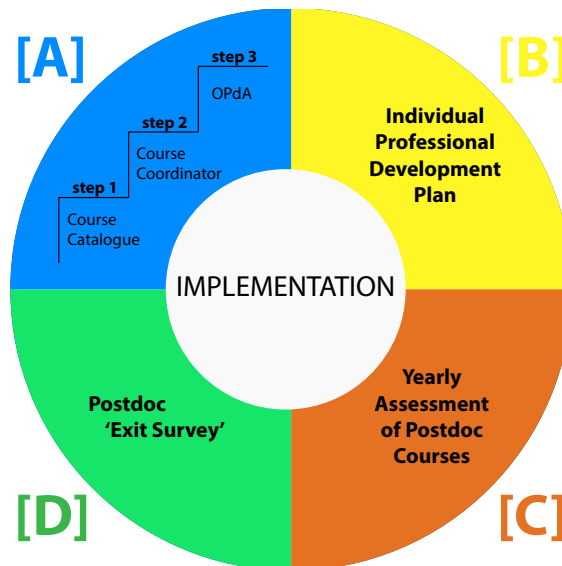 [A]
step 3
OPdA
step 2
Course
Coordinator
step 1
Course
Catalogue
[B]
Individual
Professional
Development
Plan
IMPLEMENTATION
Postdoc
‘Exit Survey’
[D]
Yearly
Assessment
of Postdoc
Courses
[C]